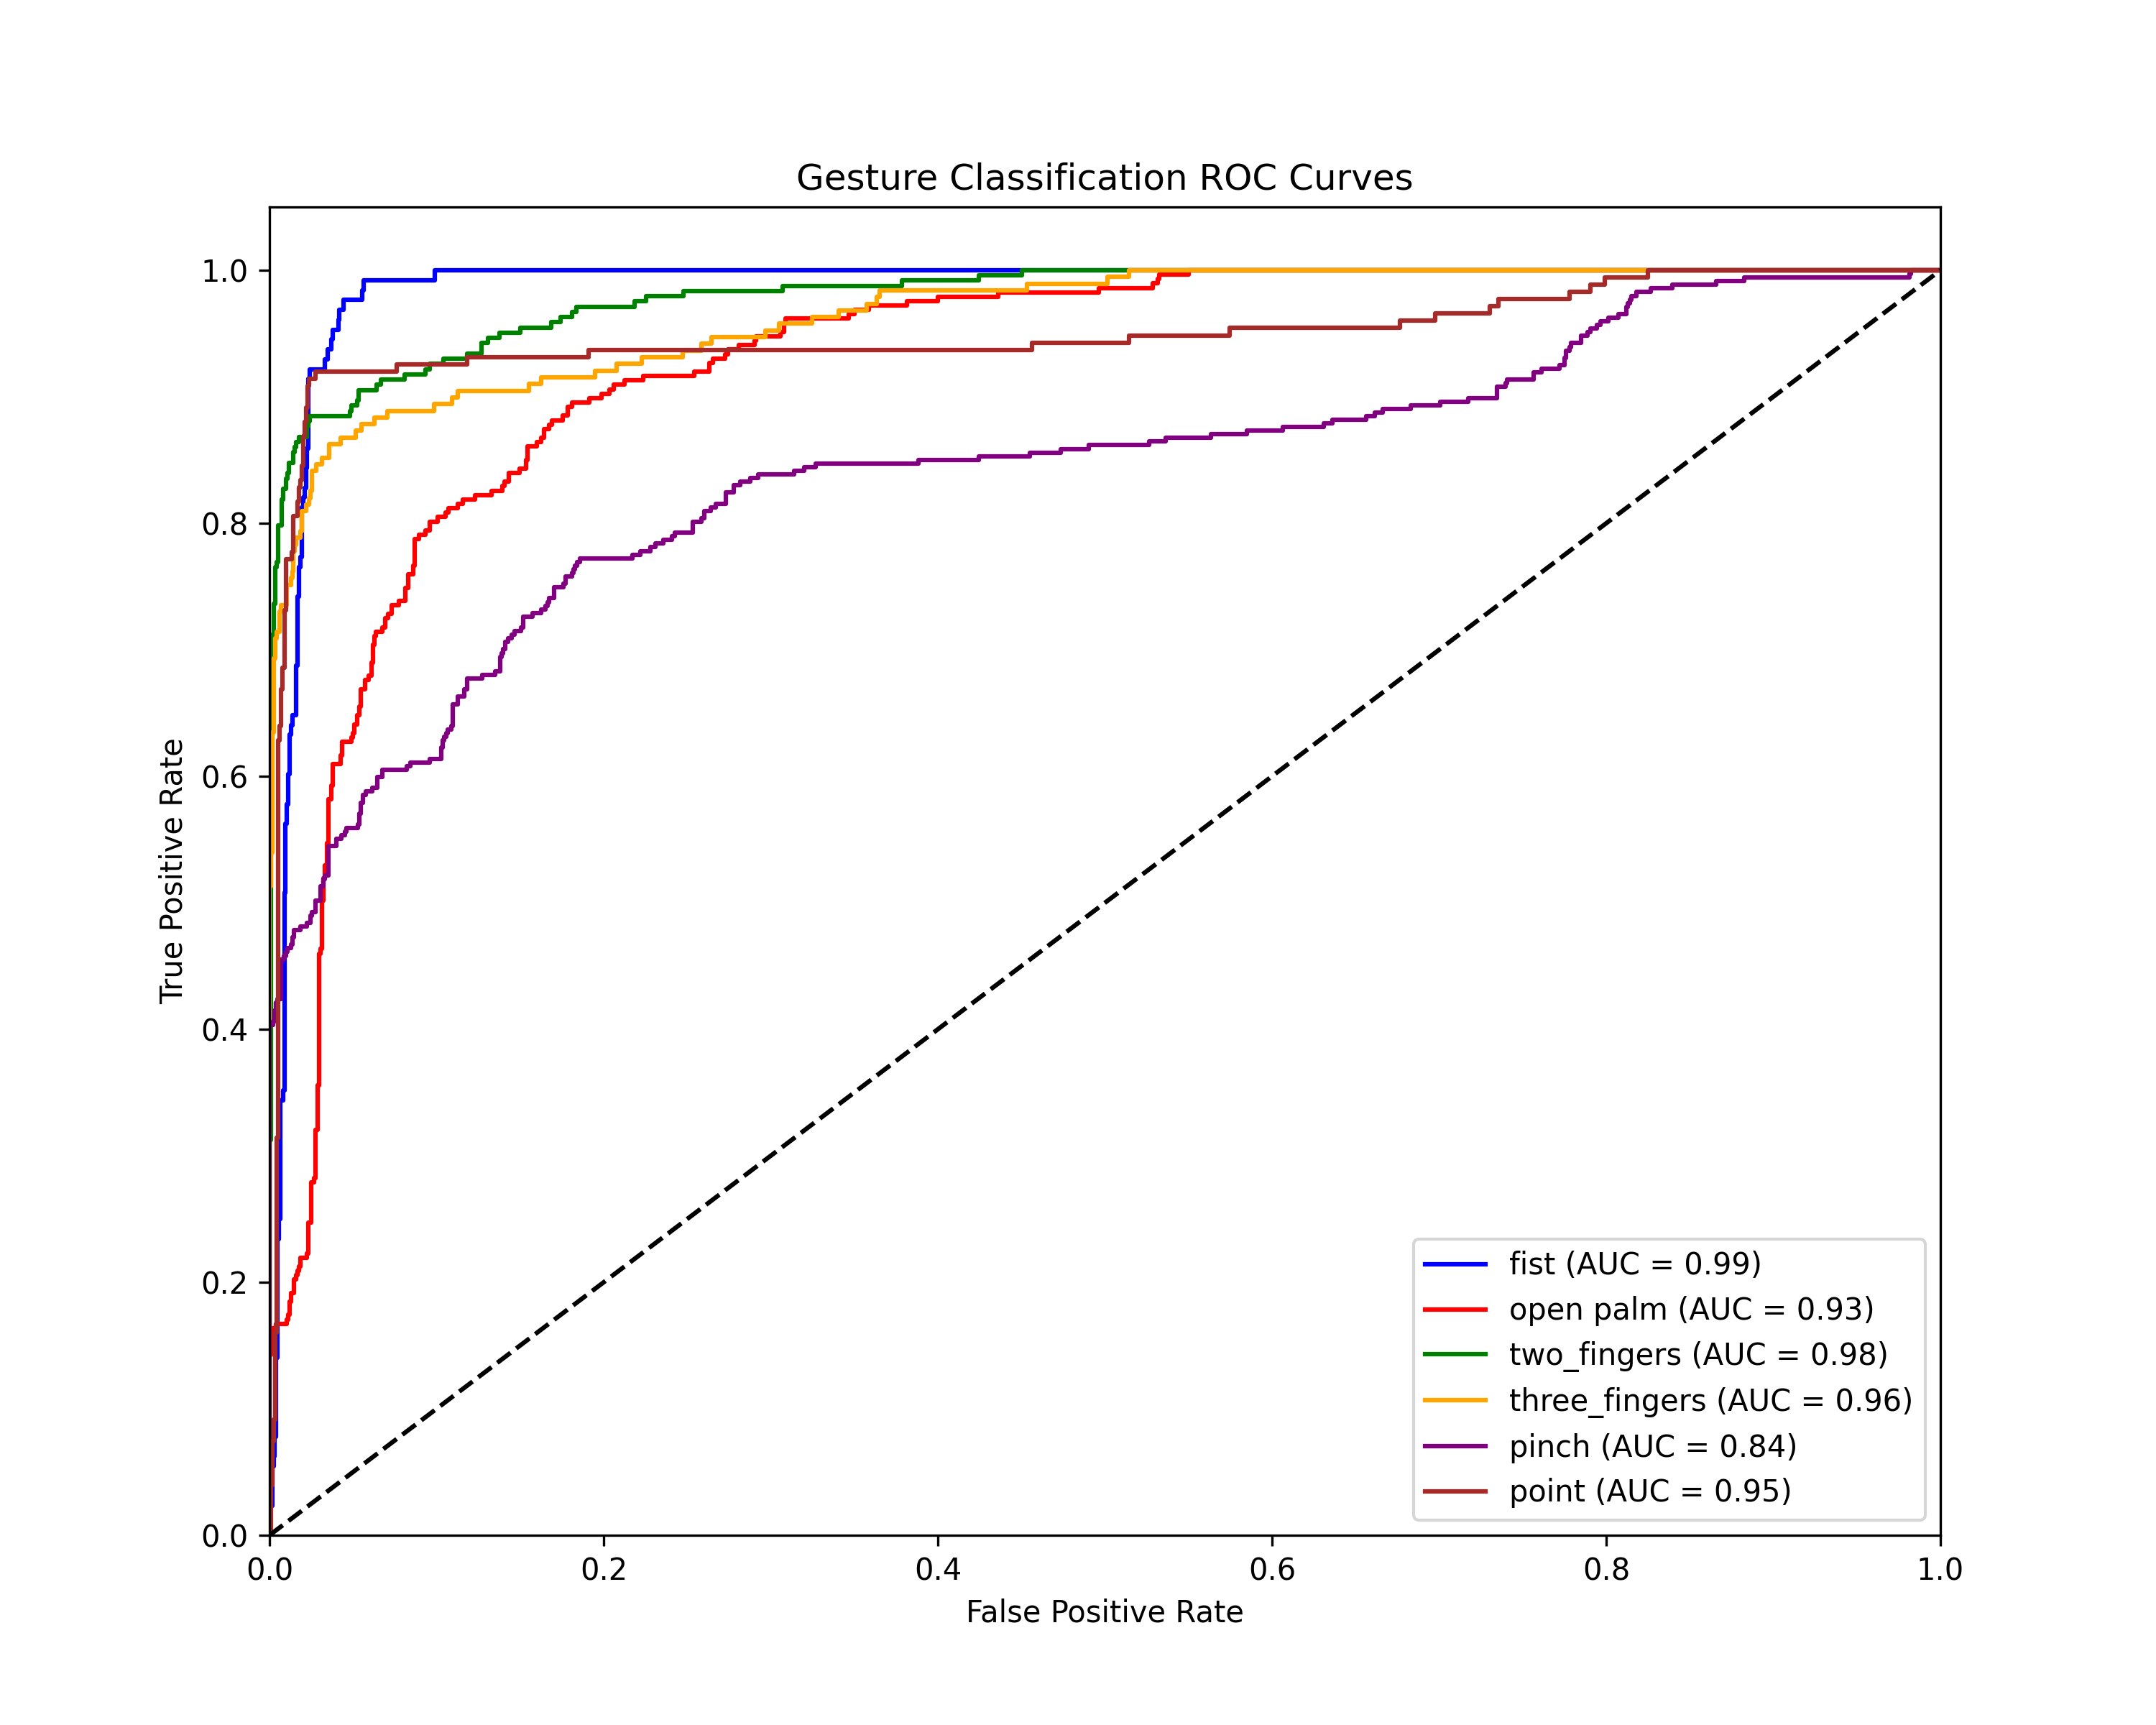 Gesture Classification ROC Curves
True Positive Rate
1.0
0.8
0.6
0.4
0.2
0.0
0.0 0.2 0.4 0.6 0.8 1.0
False Positive Rate
fist (AUC = 0.99)
open palm (AUC = 0.93)
two_fingers (AUC = 0.98)
three_fingers (AUC = 0.96)
pinch (AUC = 0.84)
point (AUC = 0.95)